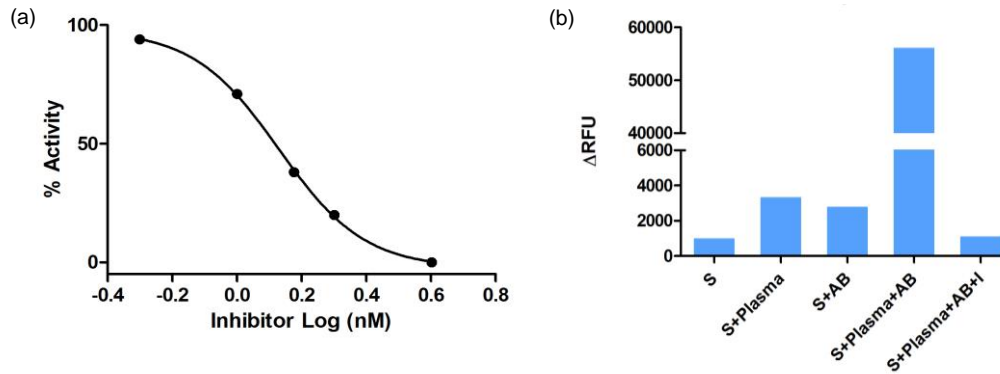 (a)
% Activity
100
50
0
-0.4
-0.2
0.0
0.2
0.4
0.6
0.8
Inhibitor Log (nM)
(b)
ΔRFU
60000
50000
40000
6000
4000
2000
0
S
S+Plasma
S+AB
S+Plasma+AB
S+Plasma+AB+I